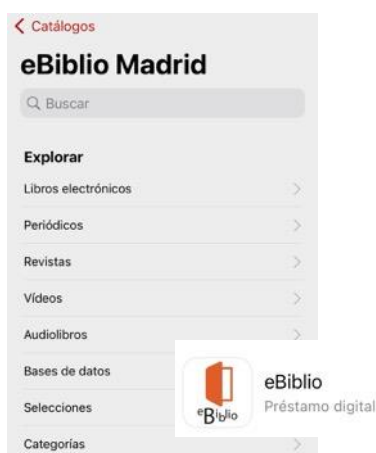 Catálogos
eBiblio Madrid
Buscar
Explorar
Libros electrónicos
Periódicos
Revistas
Vídeos
Audiolibros
Bases de datos
Selecciones
Categorías
eBiblio
eBiblio
Préstamo digital